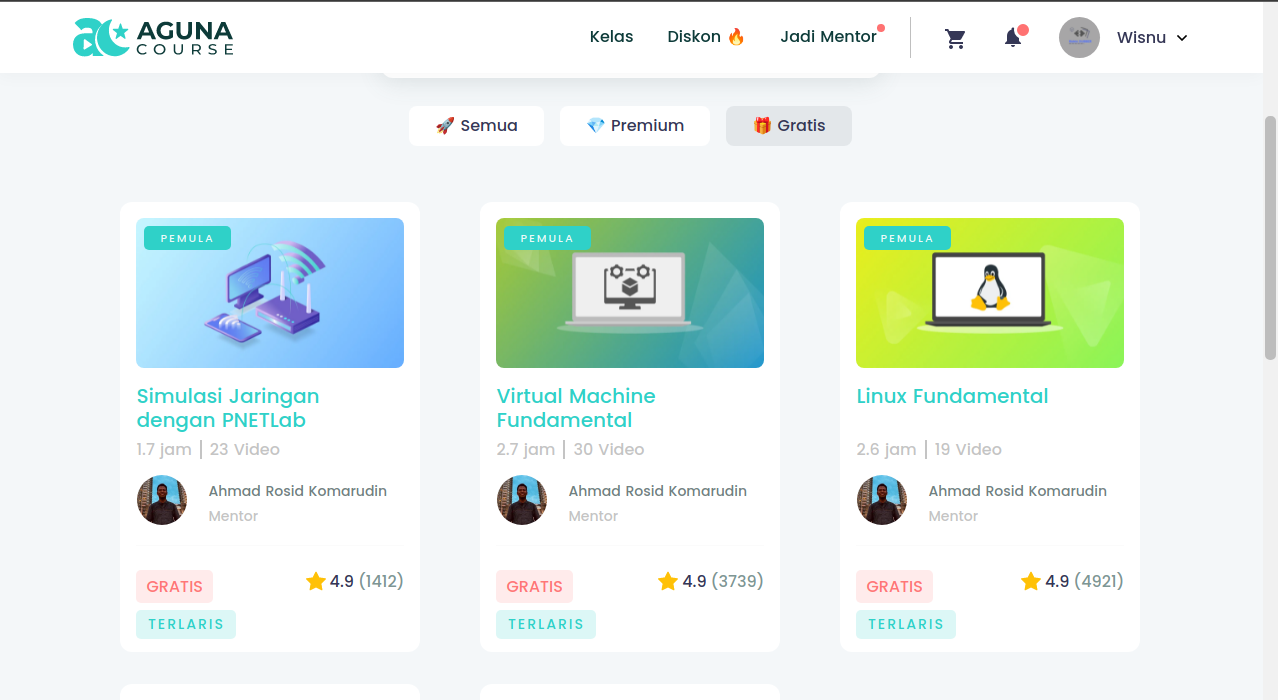 AGUNA
COURSE
Kelas
Diskon 🔥
Jadi Mentor
Wisnu
🚀 Semua
💎 Premium
🎁 Gratis
PEMULA
Simulasi Jaringan
dengan PNETLab
1.7 jam | 23 Video
Ahmad Rosid Komarudin
Mentor
GRATIS
4.9 (1412)
TERLARIS
PEMULA
Virtual Machine
Fundamental
2.7 jam | 30 Video
Ahmad Rosid Komarudin
Mentor
GRATIS
4.9 (3739)
TERLARIS
PEMULA
Linux Fundamental
2.6 jam | 19 Video
Ahmad Rosid Komarudin
Mentor
GRATIS
4.9 (4921)
TERLARIS